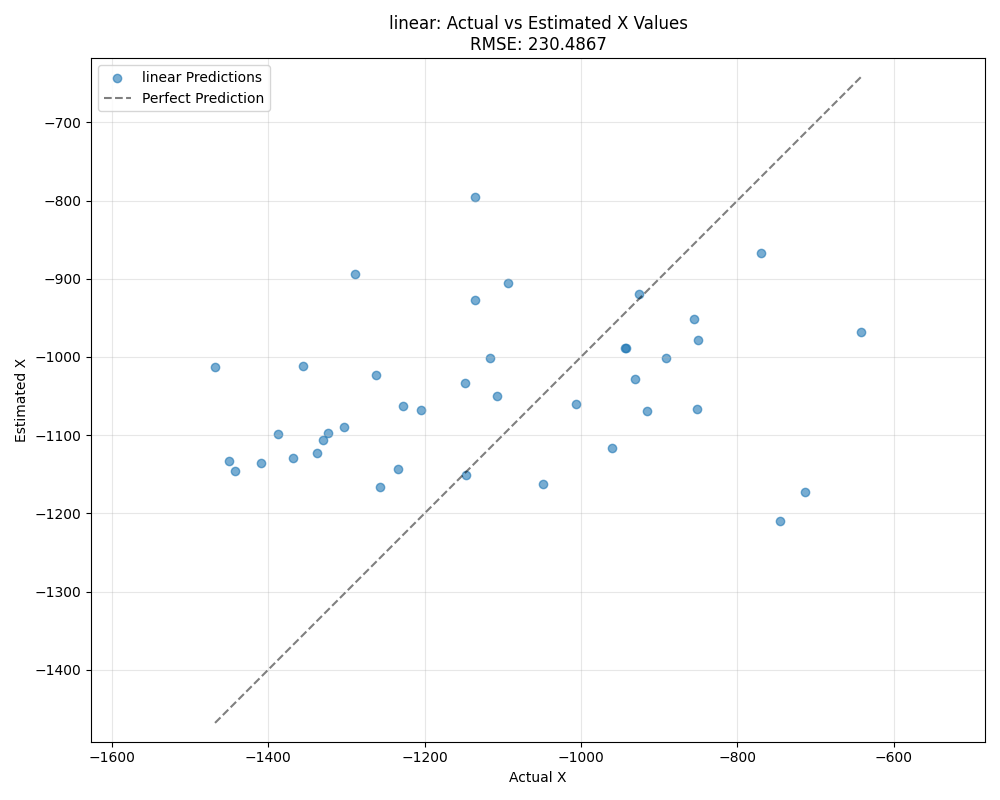 linear: Actual vs Estimated X Values
RMSE: 230.4867
linear Predictions
Perfect Prediction
−700
−800
−900
−1000
−1100
−1200
−1300
−1400
Estimated X
−1600
−1400
−1200
−1000
−800
−600
Actual X